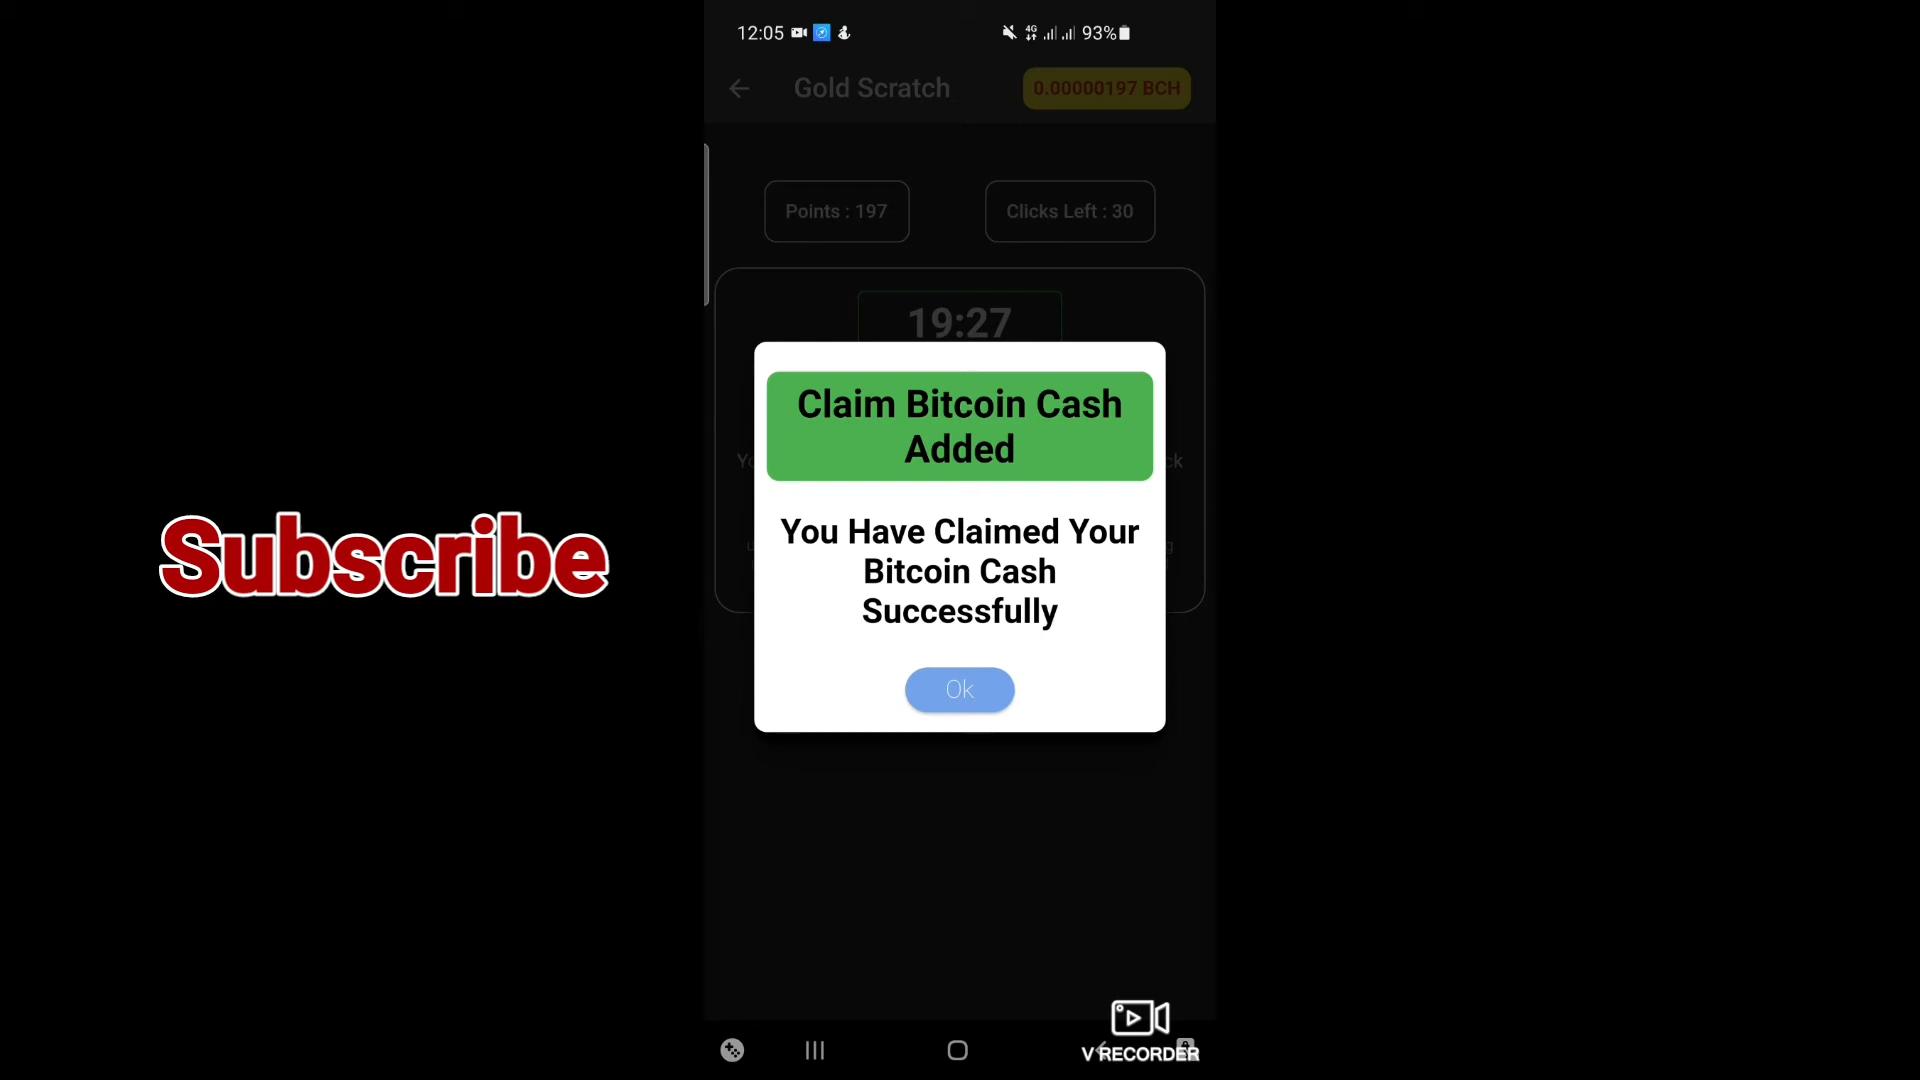 12:05
4G
93%
Gold Scratch
0.00000197 BCH
Points : 197
Clicks Left : 30
19:27
Claim Bitcoin Cash
Added
You Have Claimed Your
Bitcoin Cash
Successfully
Ok
Subscribe
V RECORDER